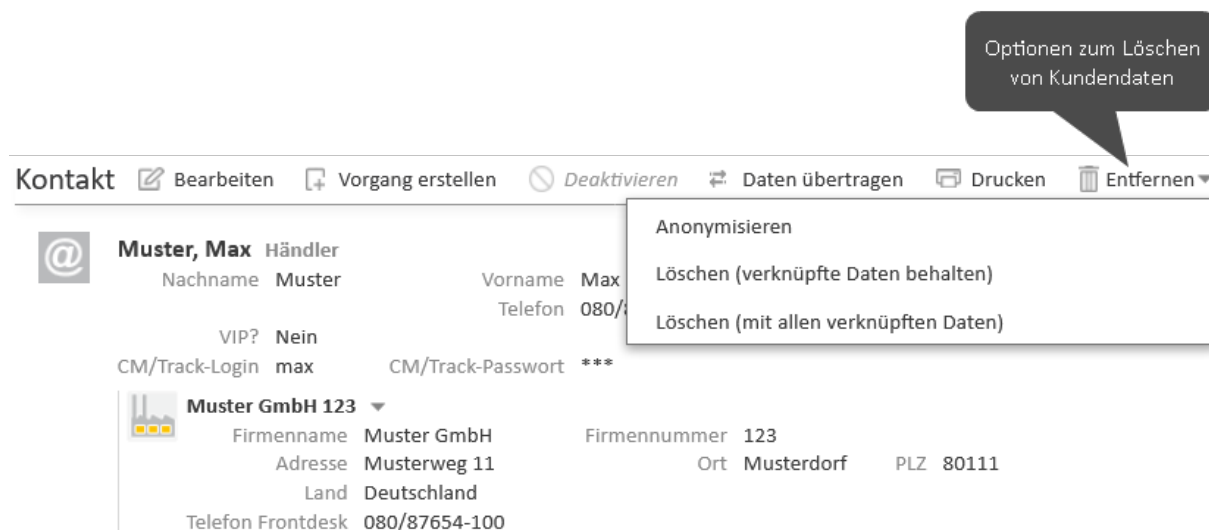 Optionen zum Löschen
von Kundendaten
Kontakt Bearbeiten Vorgang erstellen Deaktivieren Daten übertragen Drucken Entfernen
Anonymisieren
Löschen (verknüpfte Daten behalten)
Löschen (mit allen verknüpften Daten)
Muster, Max Händler
Nachname Muster Vorname Max
Telefon 080/
VIP? Nein
CM/Track-Login max CM/Track-Passwort ***
Muster GmbH 123
Firmenname Muster GmbH Firmennummer 123
Adresse Musterweg 11 Ort Musterdorf PLZ 80111
Land Deutschland
Telefon Frontdesk 080/87654-100